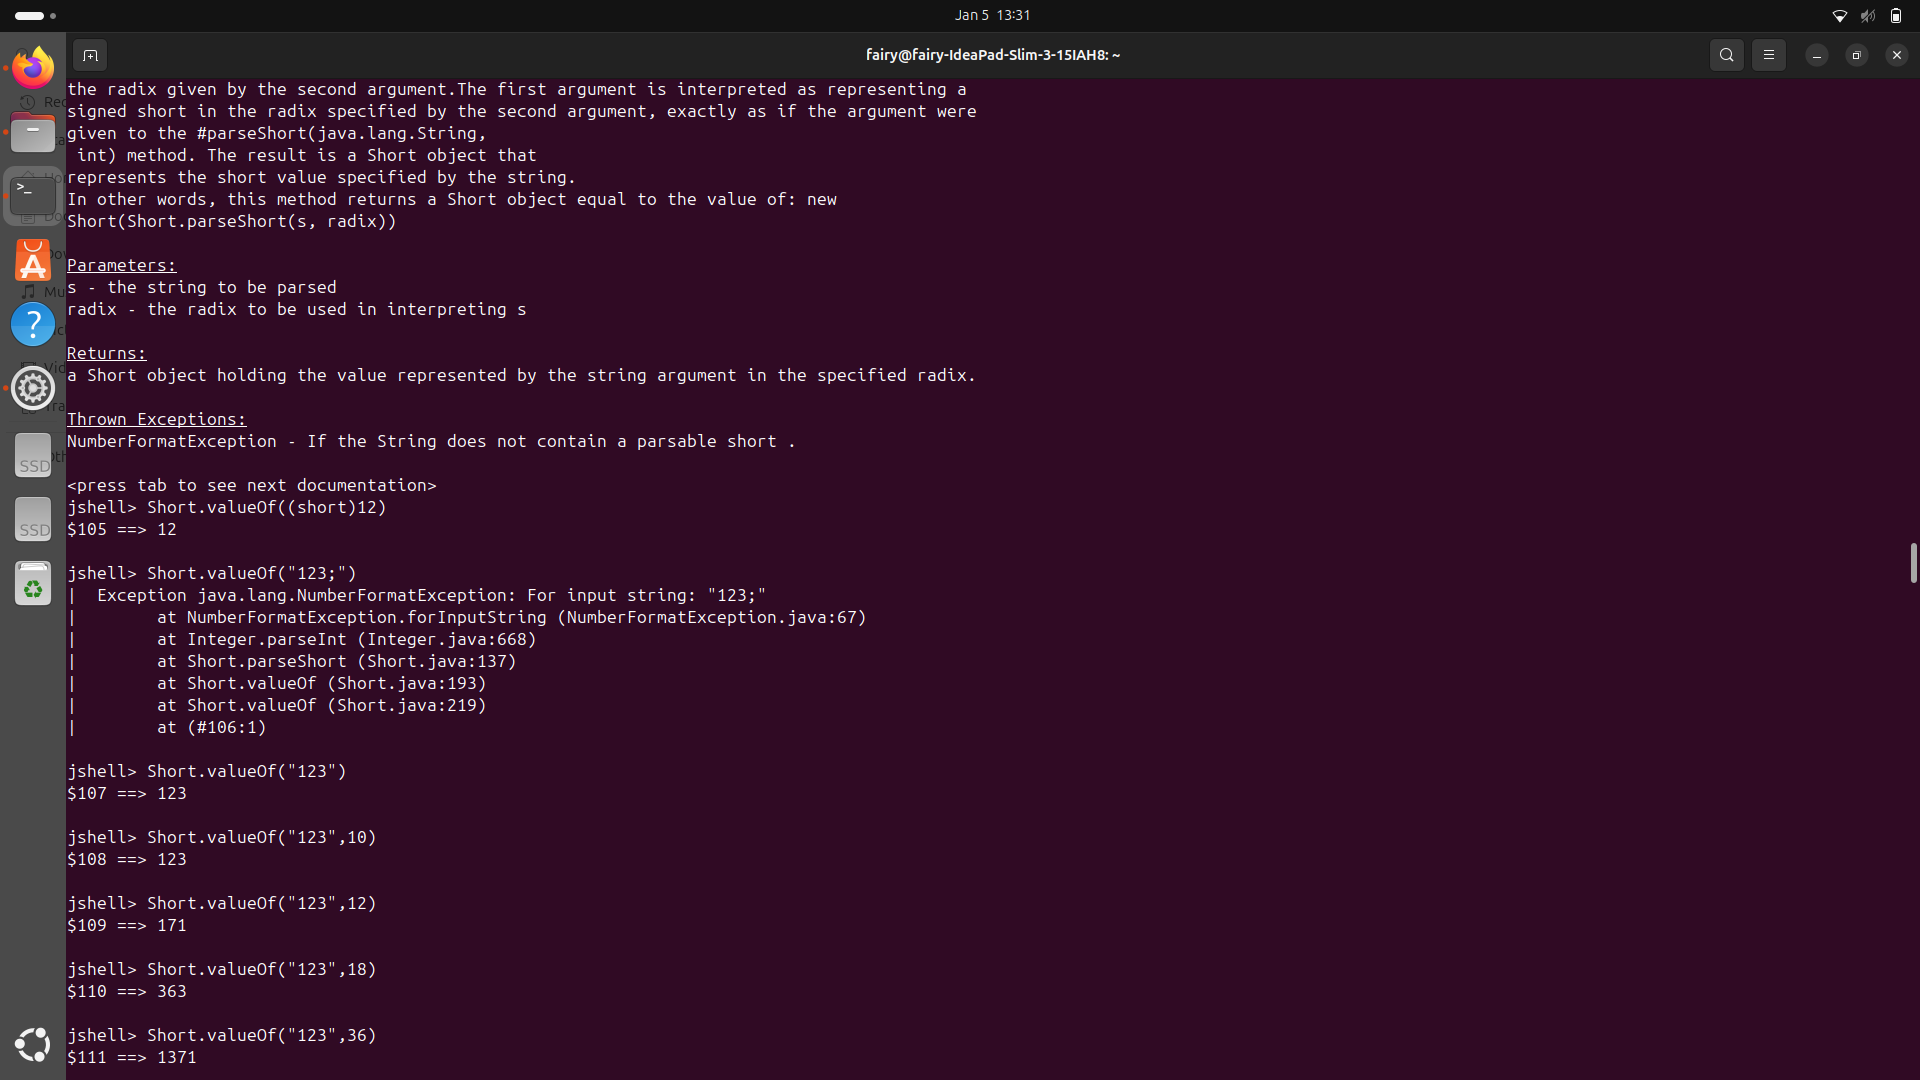 Jan 5 13:31
fairy@fairy-IdeaPad-Slim-3-15IAH8: ~
the radix given by the second argument.The first argument is interpreted as representing a
signed short in the radix specified by the second argument, exactly as if the argument were
given to the #parseShort(java.lang.String,
 int) method. The result is a Short object that
represents the short value specified by the string.
In other words, this method returns a Short object equal to the value of: new
Short(Short.parseShort(s, radix))
Parameters:
s - the string to be parsed
radix - the radix to be used in interpreting s
Returns:
a Short object holding the value represented by the string argument in the specified radix.
Thrown Exceptions:
NumberFormatException - If the String does not contain a parsable short .
<press tab to see next documentation>
jshell> Short.valueOf((short)12)
$105 ==> 12
jshell> Short.valueOf("123;")
|  Exception java.lang.NumberFormatException: For input string: "123;"
|        at NumberFormatException.forInputString (NumberFormatException.java:67)
|        at Integer.parseInt (Integer.java:668)
|        at Short.parseShort (Short.java:137)
|        at Short.valueOf (Short.java:193)
|        at Short.valueOf (Short.java:219)
|        at (#106:1)
jshell> Short.valueOf("123")
$107 ==> 123
jshell> Short.valueOf("123",10)
$108 ==> 123
jshell> Short.valueOf("123",12)
$109 ==> 171
jshell> Short.valueOf("123",18)
$110 ==> 363
jshell> Short.valueOf("123",36)
$111 ==> 1371
>_
?
SSD
SSD